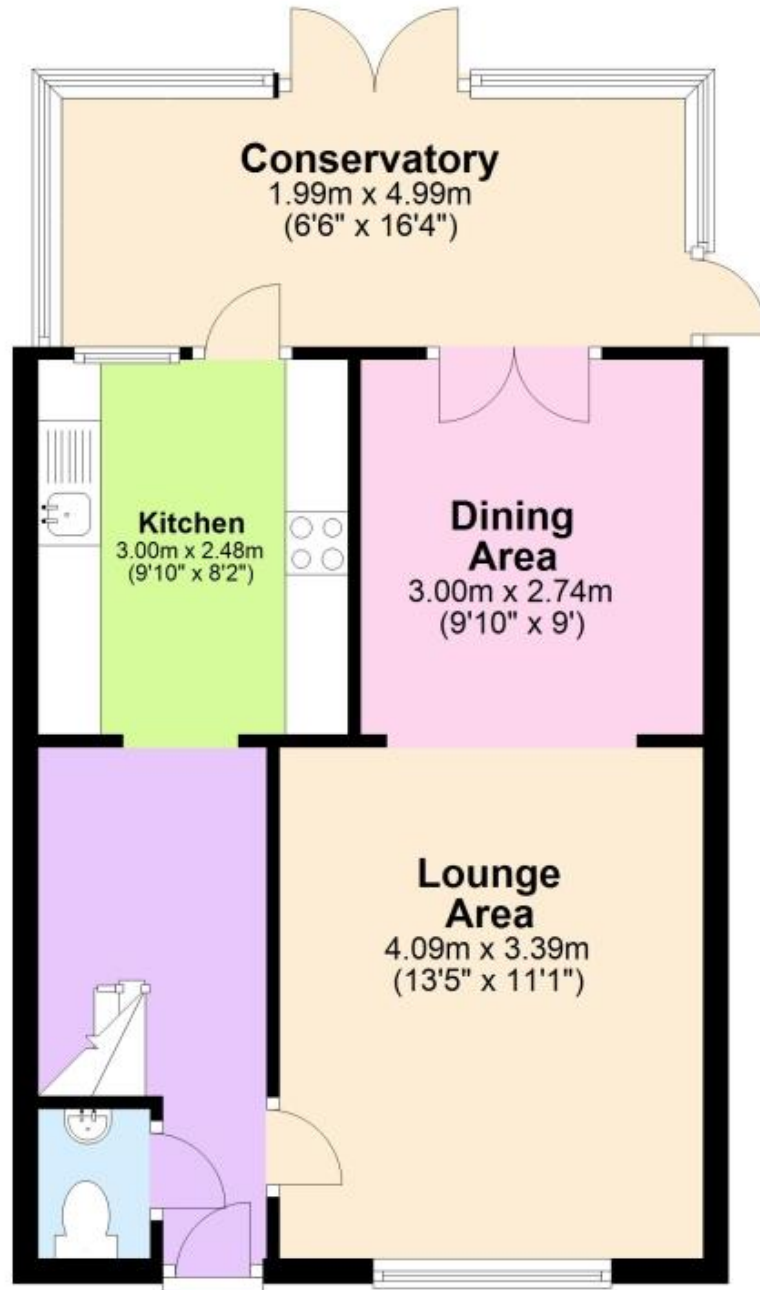 Conservatory
1.99m x 4.99m
(6'6" x 16'4")
Kitchen
3.00m x 2.48m
(9'10" x 8'2")
Dining
Area
3.00m x 2.74m
(9'10" x 9')
Lounge
Area
4.09m x 3.39m
(13'5" x 11'1")